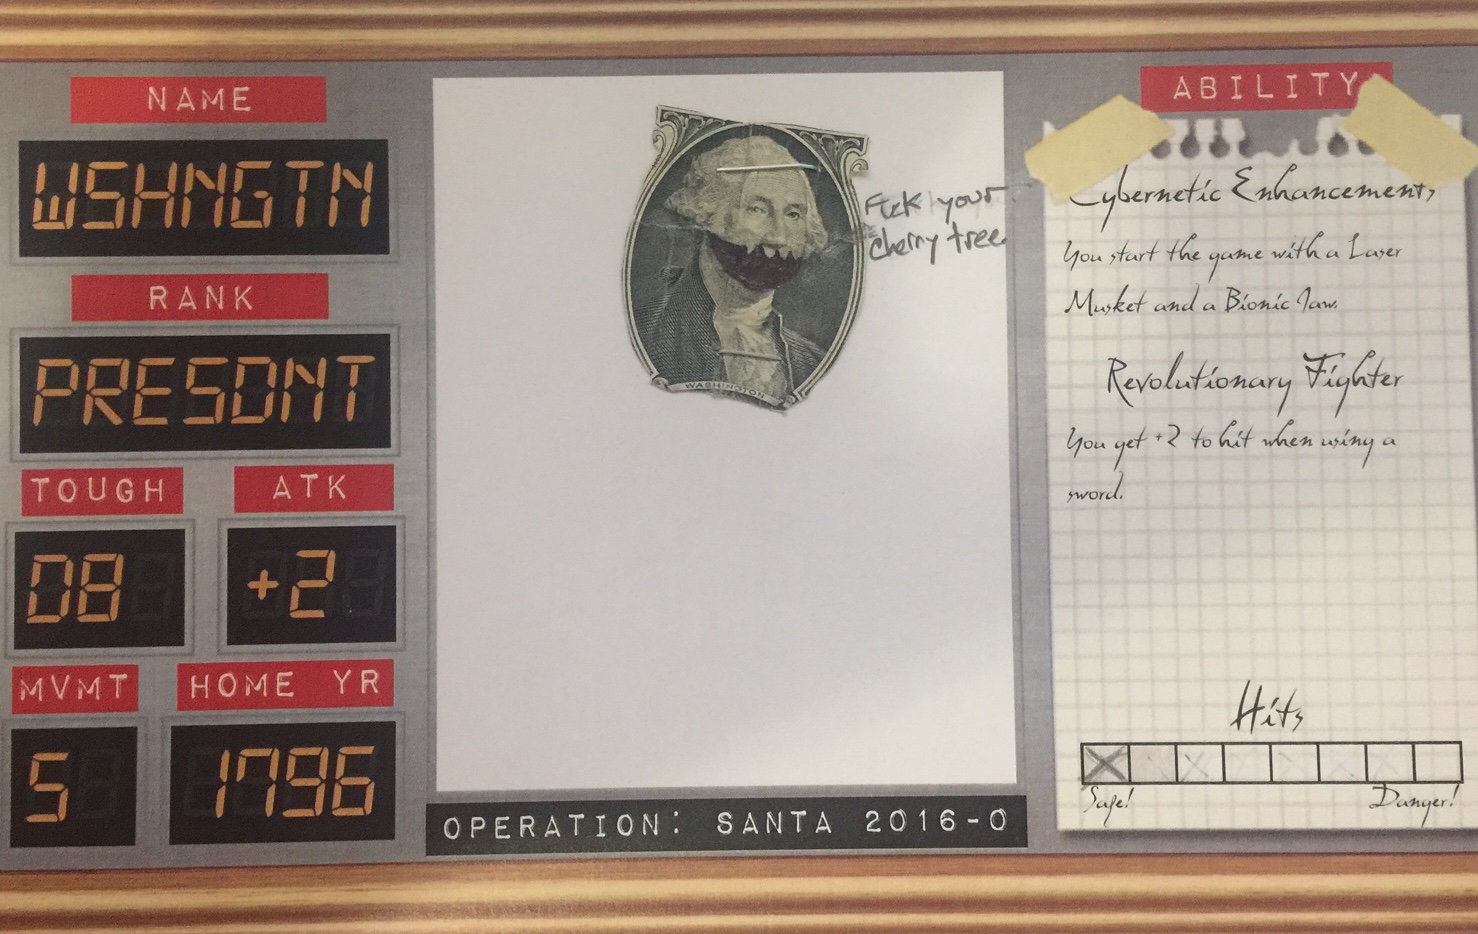 NAME
WSHNGTN
RANK
PRESDNT
TOUGH
ATK
08
+2
MVMT
HOME YR
5
1796
WASHINGTON
Fuck your
cherry tree.
OPERATION: SANTA 2016-0
ABILITY
Cybernetic Enhancements
You start the game with a Laser
Musket and a Bionic Jaw.
Revolutionary Fighter
You get +2 to hit when using a
sword.
Hits
Safe!
Danger!